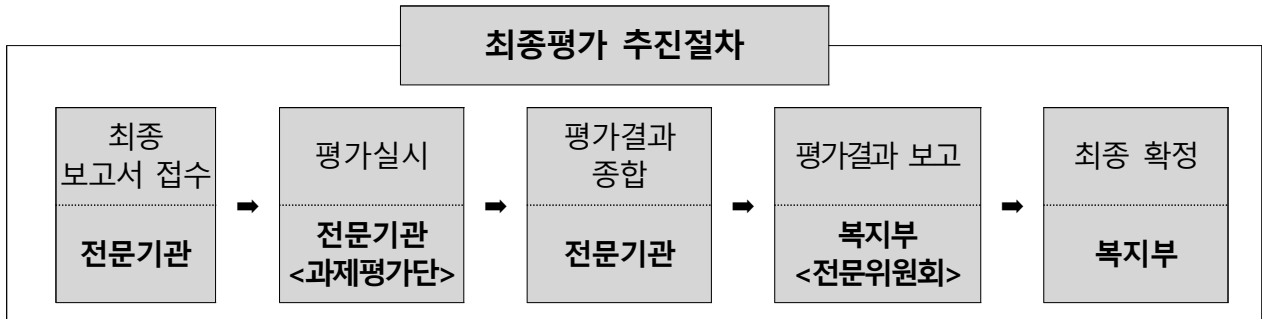 최종평가 추진절차
최종
보고서 접수
전문기관
➡
평가실시
전문기관
<과제평가단>
➡
평가결과
종합
전문기관
➡
평가결과 보고
복지부
<전문위원회>
➡
최종 확정
복지부